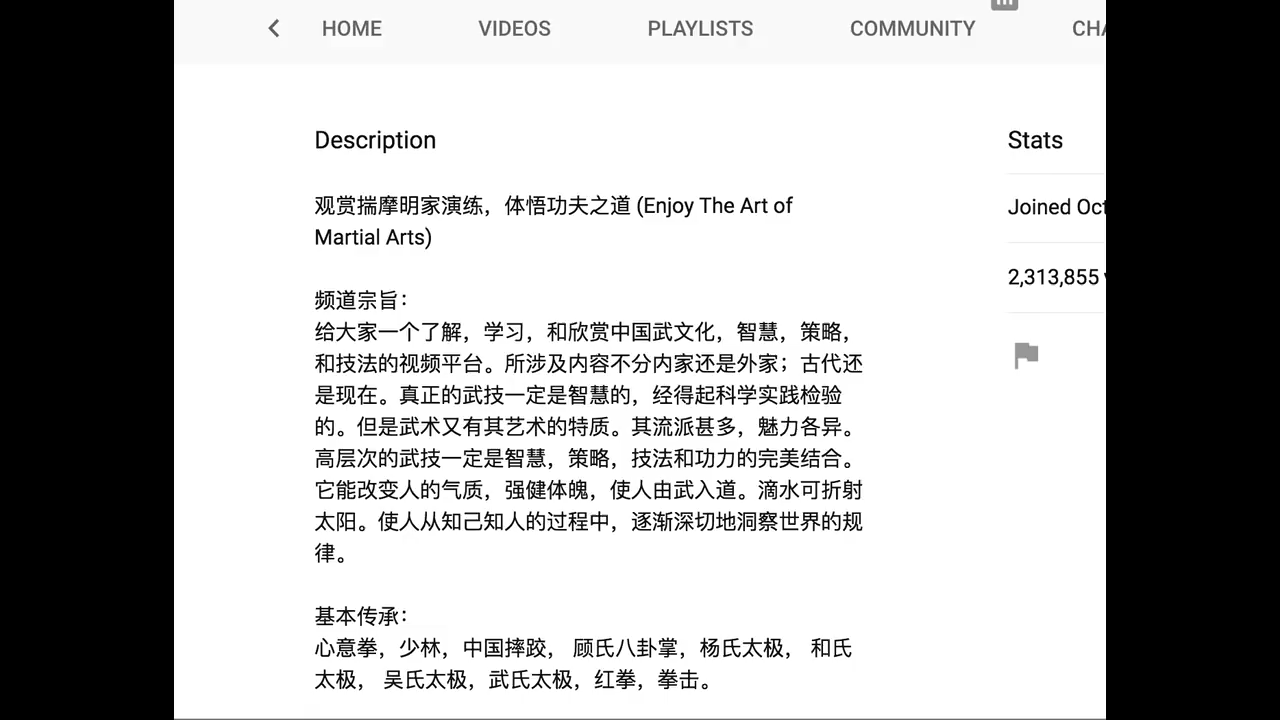 HOME VIDEOS PLAYLISTS COMMUNITY
Description
观赏揣摩明家演练，体悟功夫之道 (Enjoy The Art of
Martial Arts)
频道宗旨：
给大家一个了解，学习，和欣赏中国武文化，智慧，策略，
和技法的视频平台。所涉及内容不分内家还是外家；古代还
是现在。真正的武技一定是智慧的，经得起科学实践检验
的。但是武术又有其艺术的特质。其流派甚多，魅力各异。
高层次的武技一定是智慧，策略，技法和功力的完美结合。
它能改变人的气质，强健体魄，使人由武入道。滴水可折射
太阳。使人从知己知人的过程中，逐渐深切地洞察世界的规
律。
基本传承：
心意拳，少林，中国摔跤， 顾氏八卦掌，杨氏太极， 和氏
太极， 吴氏太极，武氏太极，红拳，拳击。
Stats
Joined Oct
2,313,855